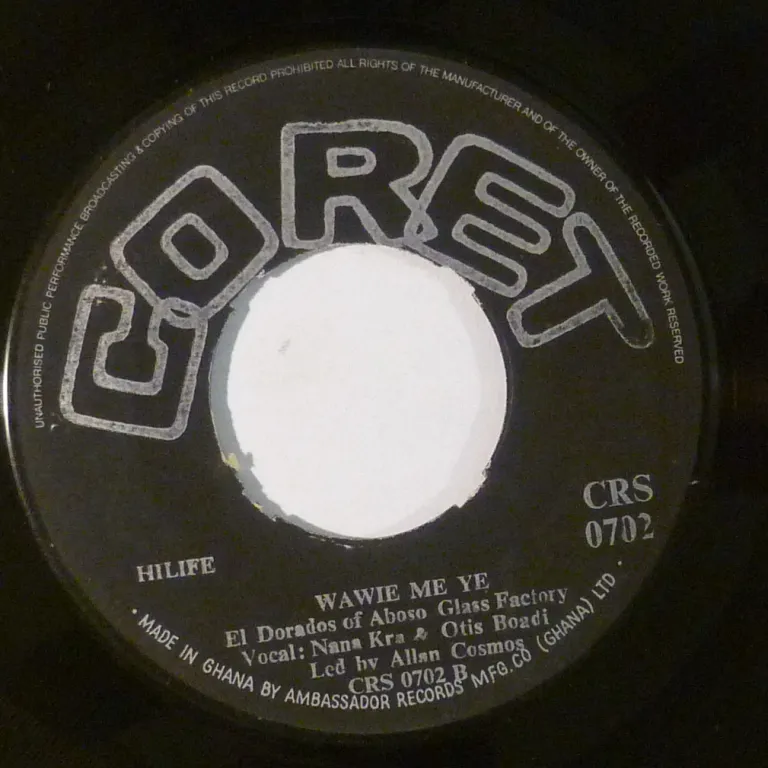 UNAUTHORISED PUBLIC PERFORMANCE BROADCASTING & COPYING OF THIS RECORD PROHIBITED ALL RIGHTS OF THE MANUFACTURER AND OF THE OWNER OF THE RECORDED WORK RESERVED
CORET
CRS
0702
HILIFE
WAWIE ME YE
El Dorados of Aboso Glass Factory
Vocal: Nana Kra & Otis Boadi
Led by Allan Cosmos
CRS 0702 B
• MADE IN GHANA BY AMBASSADOR RECORDS MFG.CO (GHANA) LTD •